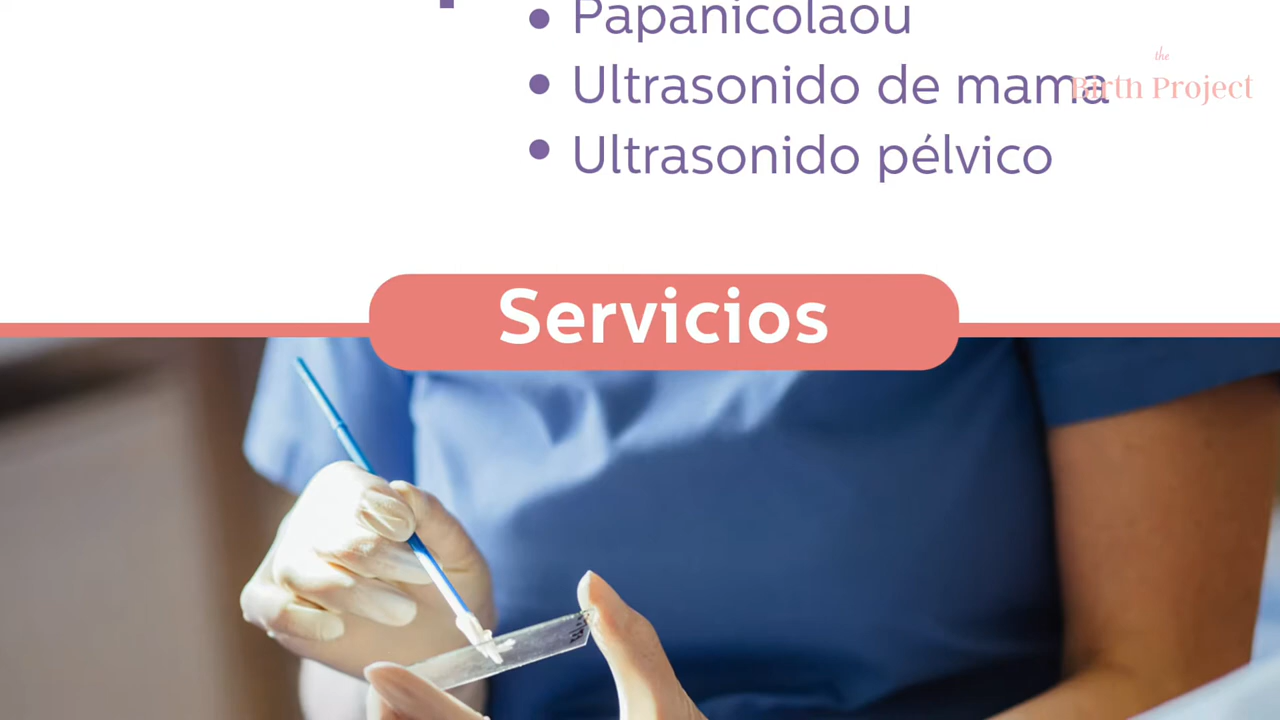 Papanicolaou
the
Ultrasonido de mama
Birth Project
Ultrasonido pélvico
Servicios